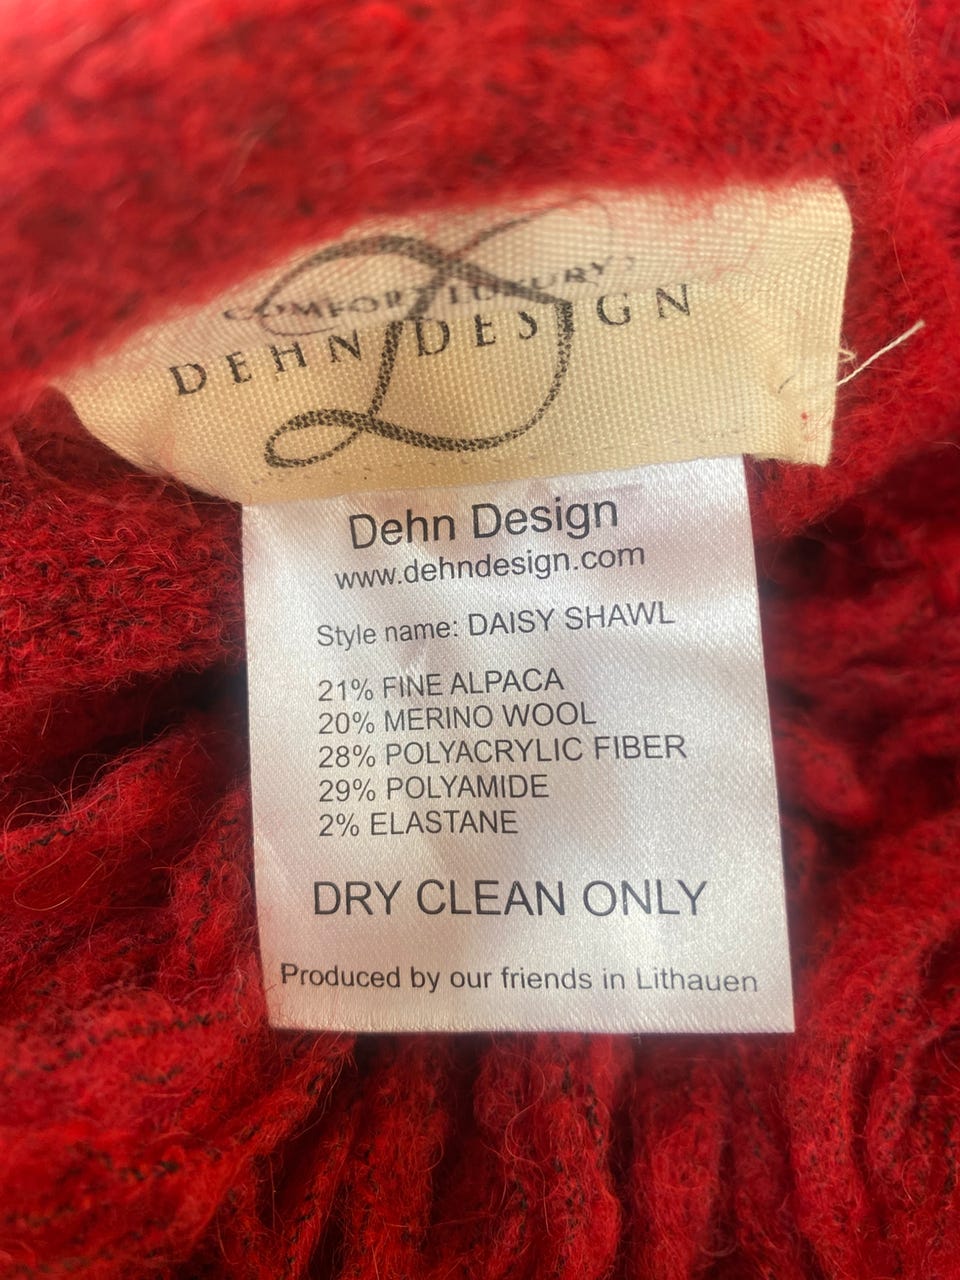 COMFORT LUXURY
DEHN DESIGN
Dehn Design
www.dehndesign.com
Style name: DAISY SHAWL
21% FINE ALPACA
20% MERINO WOOL
28% POLYACRYLIC FIBER
29% POLYAMIDE
2% ELASTANE
DRY CLEAN ONLY
Produced by our friends in Lithauen